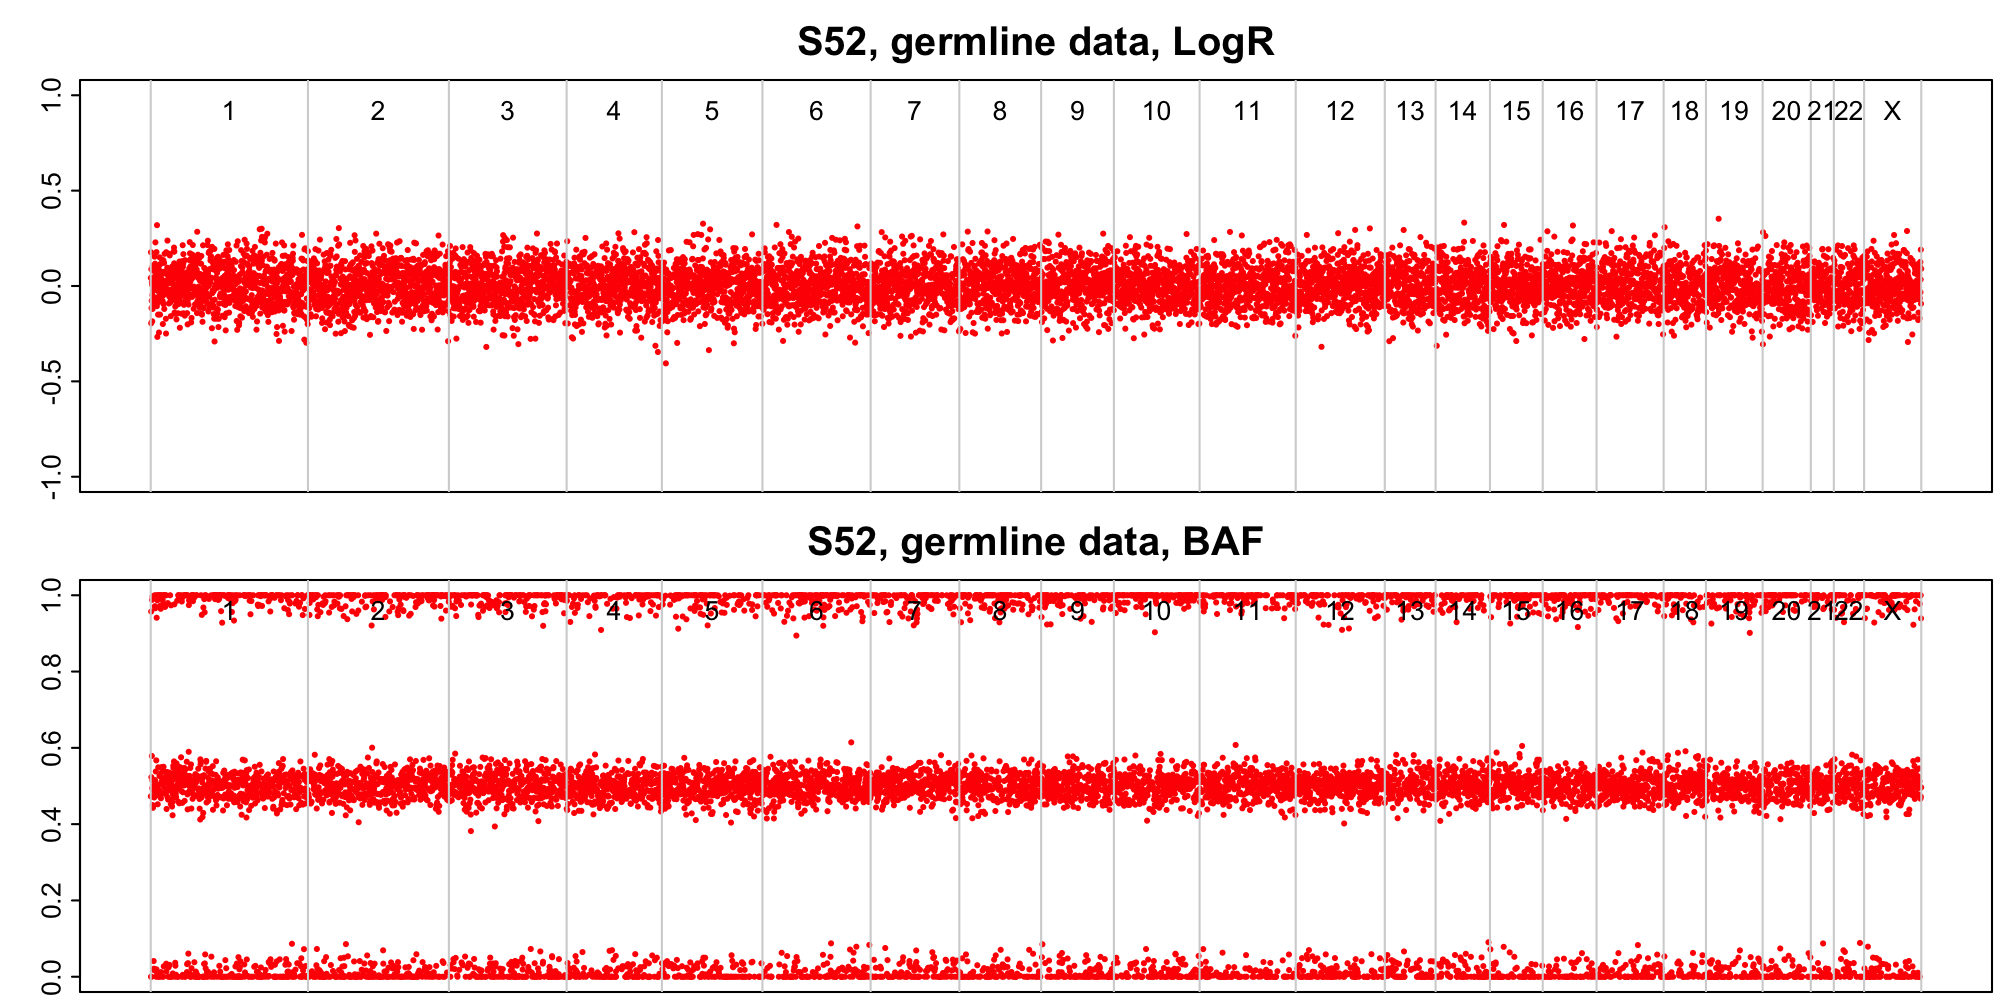 S52, germline data, LogR
1.0
0.5
0.0
-0.5
-1.0
1 2 3 4 5 6 7 8 9 10 11 12 13 14 15 16 17 18 19 20 21 22 X
S52, germline data, BAF
1.0
0.8
0.6
0.4
0.2
0.0
1 2 3 4 5 6 7 8 9 10 11 12 13 14 15 16 17 18 19 20 21 22 X